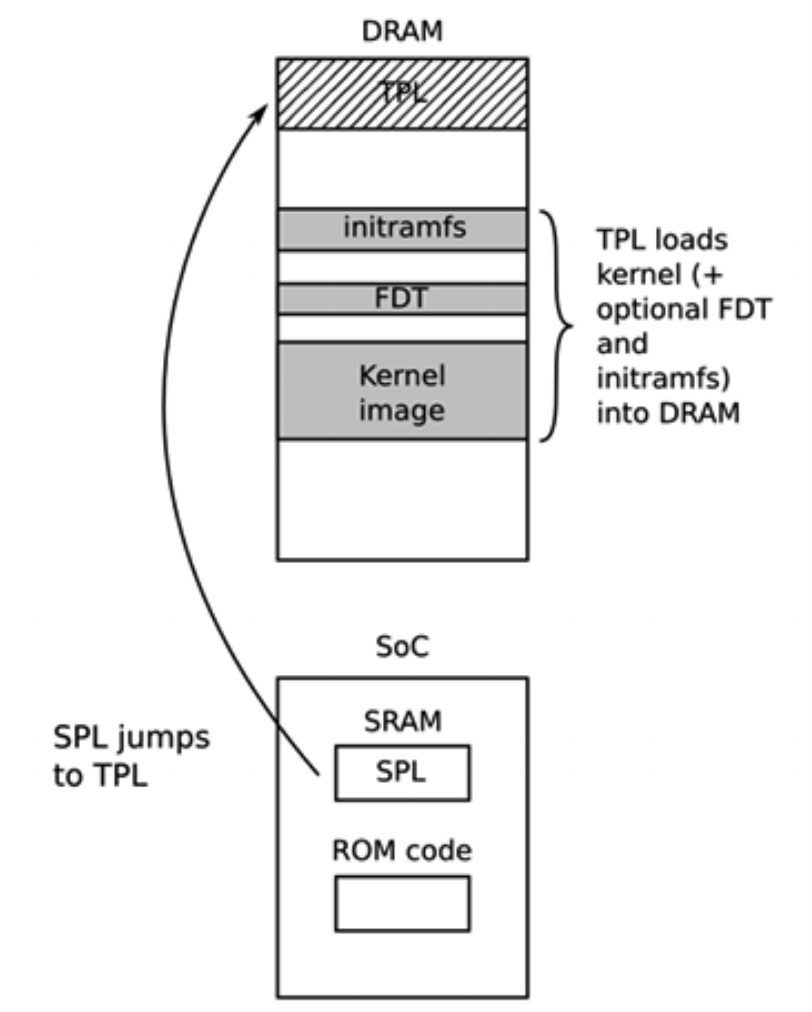 DRAM
TPL
initramfs
FDT
Kernel
image
TPL loads
kernel (+
optional FDT
and
initramfs)
into DRAM
SoC
SRAM
SPL
ROM code
SPL jumps
to TPL